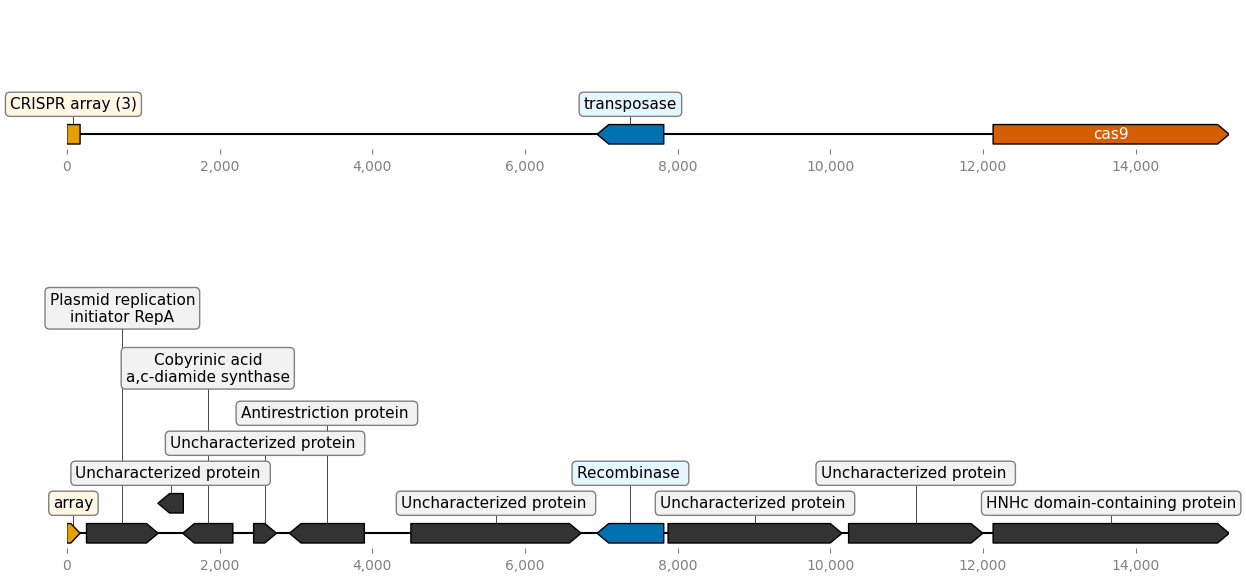 CRISPR array (3)
transposase
cas9
0
2,000
4,000
6,000
8,000
10,000
12,000
14,000
Plasmid replication
initiator RepA
Cobyrinic acid
a,c-diamide synthase
Antirestriction protein
Uncharacterized protein
Uncharacterized protein
Recombinase
Uncharacterized protein
array
Uncharacterized protein
Uncharacterized protein
HNHc domain-containing protein
0
2,000
4,000
6,000
8,000
10,000
12,000
14,000